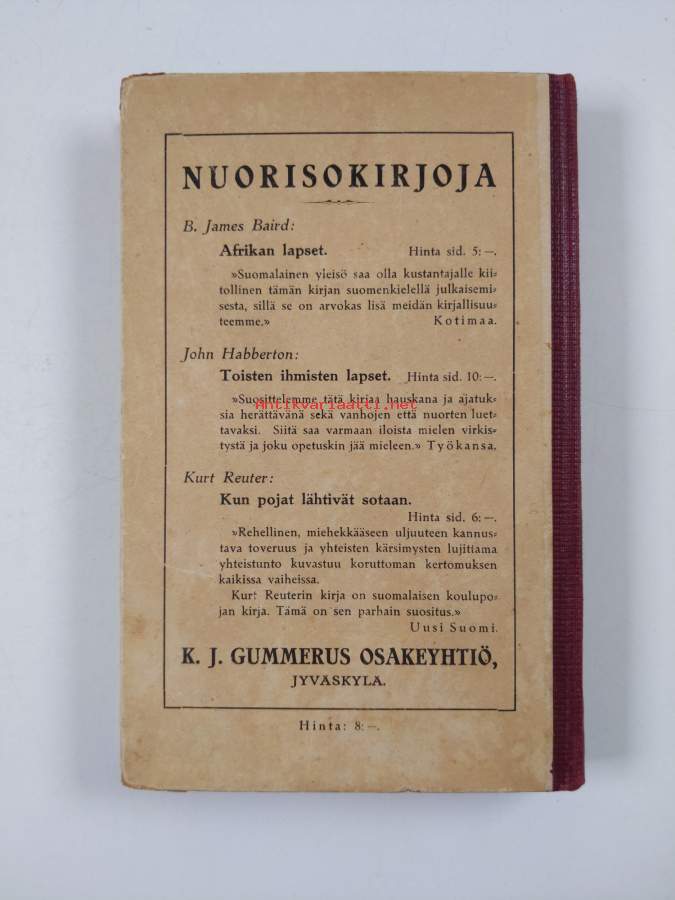 NUORISOKIRJOJA
B. James Baird:
Afrikan lapset. Hinta sid. 5: —.
»Suomalainen yleisö saa olla kustantajalle kii-
tollinen tämän kirjan suomenkielellä julkaisemi-
sesta, sillä se on arvokas lisä meidän kirjallisuu-
teemme.» Kotimaa.
John Habberton:
Toisten ihmisten lapset. Hinta sid. 10: —.
»Suosittelemme tätä kirjaa hauskana ja ajatuk-
Antikvariaatti.net
sia herättävänä sekä vanhojen että nuorten luet-
tavaksi. Siitä saa varmaan iloista mielen virkis-
tystä ja joku opetuskin jää mieleen.» Työkansa.
Kurt Reuter:
Kun pojat lähtivät sotaan.
Hinta sid. 6: —.
»Rehellinen, miehekkääseen uljuuteen kannus-
tava toveruus ja yhteisten kärsimysten lujittama
yhteistunto kuvastuu koruttoman kertomuksen
kaikissa vaiheissa.
Kurt Reuterin kirja on suomalaisen koulupo-
jan kirja. Tämä on sen parhain suositus.»
Uusi Suomi.
K. J. GUMMERUS OSAKEYHTIÖ,
JYVÄSKYLÄ.
Hinta: 8: —.